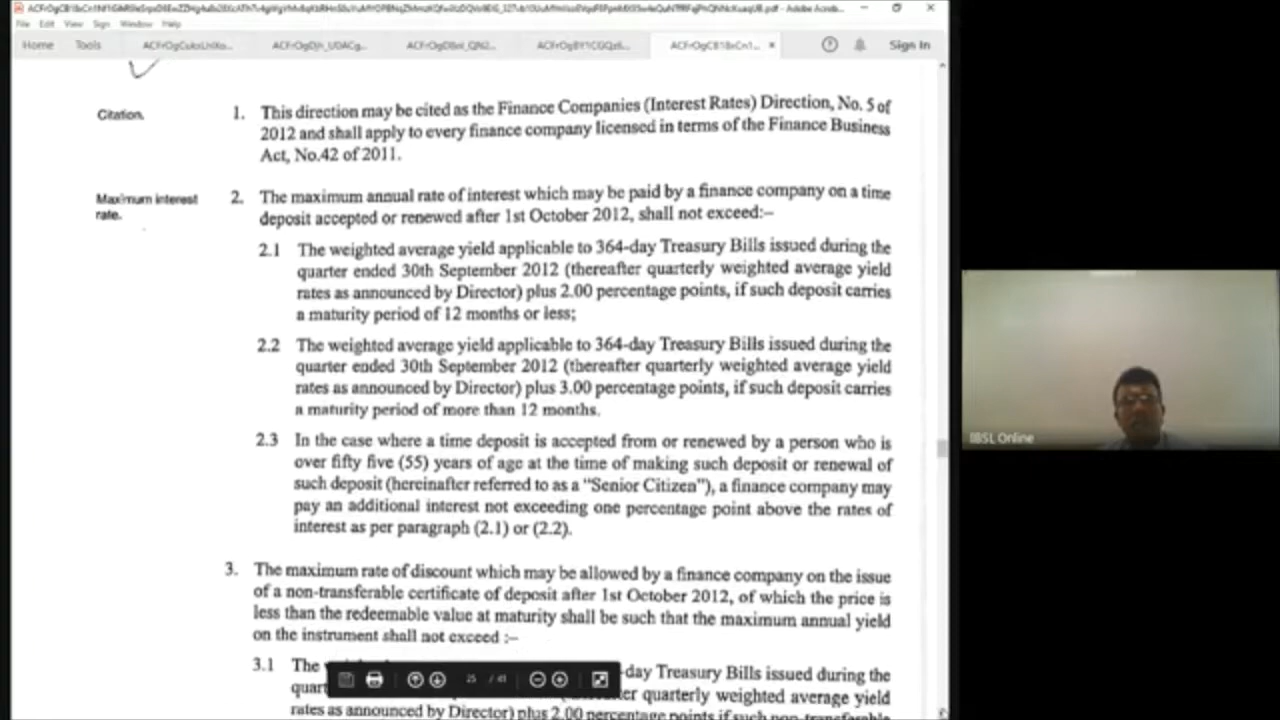 File Edit View Sign Window Help
Home Tools Sign In
Citation.
1. This direction may be cited as the Finance Companies (Interest Rates) Direction, No. 5 of
2012 and shall apply to every finance company licensed in terms of the Finance Business
Act, No.42 of 2011.
Maximum interest
rate.
2. The maximum annual rate of interest which may be paid by a finance company on a time
deposit accepted or renewed after 1st October 2012, shall not exceed:–
2.1 The weighted average yield applicable to 364-day Treasury Bills issued during the
quarter ended 30th September 2012 (thereafter quarterly weighted average yield
rates as announced by Director) plus 2.00 percentage points, if such deposit carries
a maturity period of 12 months or less;
2.2 The weighted average yield applicable to 364-day Treasury Bills issued during the
quarter ended 30th September 2012 (thereafter quarterly weighted average yield
rates as announced by Director) plus 3.00 percentage points, if such deposit carries
a maturity period of more than 12 months.
2.3 In the case where a time deposit is accepted from or renewed by a person who is
over fifty five (55) years of age at the time of making such deposit or renewal of
such deposit (hereinafter referred to as a "Senior Citizen"), a finance company may
pay an additional interest not exceeding one percentage point above the rates of
interest as per paragraph (2.1) or (2.2).
3. The maximum rate of discount which may be allowed by a finance company on the issue
of a non-transferable certificate of deposit after 1st October 2012, of which the price is
less than the redeemable value at maturity shall be such that the maximum annual yield
on the instrument shall not exceed :–
3.1 The -day Treasury Bills issued during the
quarterly weighted average yield
rates as announced by Director) plus 2.00 percentage points if such
25
IBSL Online